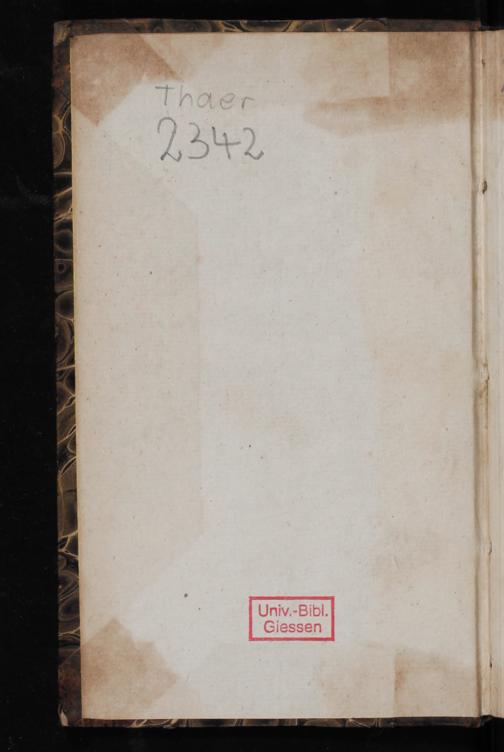 Thaer
2342
Univ.-Bibl.
Giessen